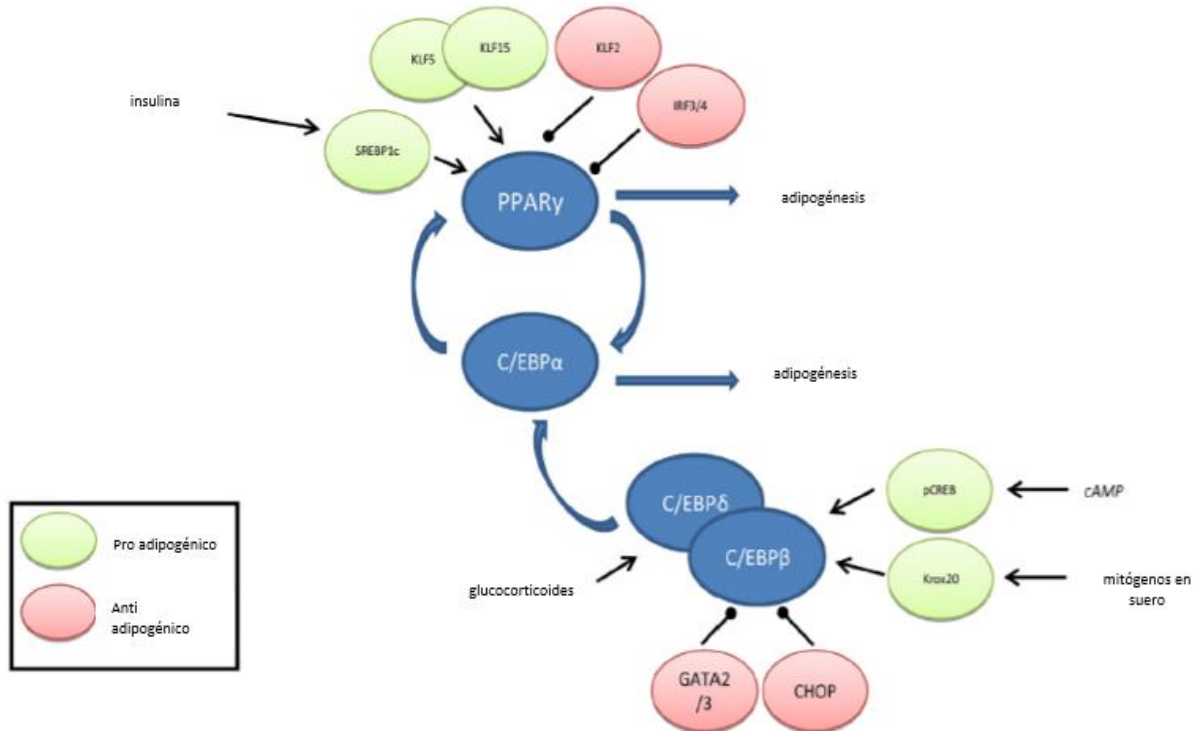 KLF5
KLF15
KLF2
IRF3/4
insulina
SREBP1c
PPARγ
adipogénesis
C/EBPα
adipogénesis
C/EBPδ
C/EBPβ
pCREB
cAMP
Krox20
mitógenos en
suero
glucocorticoides
GATA2
/3
CHOP
Pro adipogénico
Anti
adipogénico